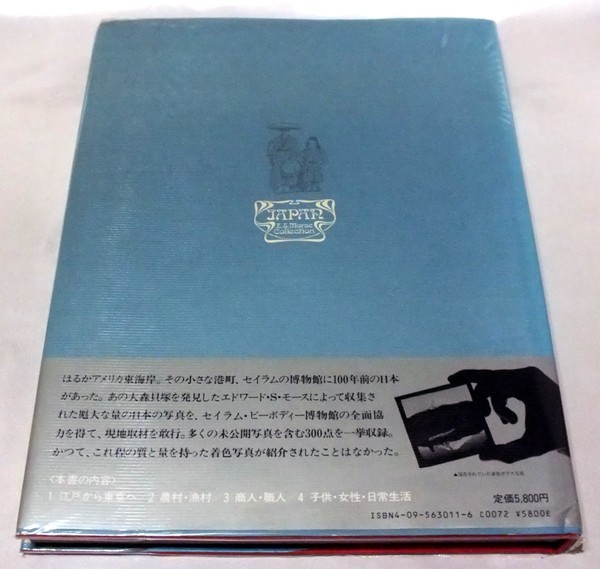 JAPAN
E. S. Morse
Collection
はるかアメリカ東海岸。その小さな港町、セイラムの博物館に100年前の日本
があった。あの大森貝塚を発見したエドワード・S・モースによって収集さ
れた厖大な量の日本の写真を、セイラム・ピーボディー博物館の全面協
力を得て、現地取材を敢行。多くの未公開写真を含む300点を一挙収録。
かつて、これ程の質と量を持った着色写真が紹介されたことはなかった。
〈本書の内容〉
1 江戸から東京へ 2 農村・漁村 3 商人・職人 4 子供・女性・日常生活
定価5,800円
ISBN4-09-563011-6 C0072 ¥5800E